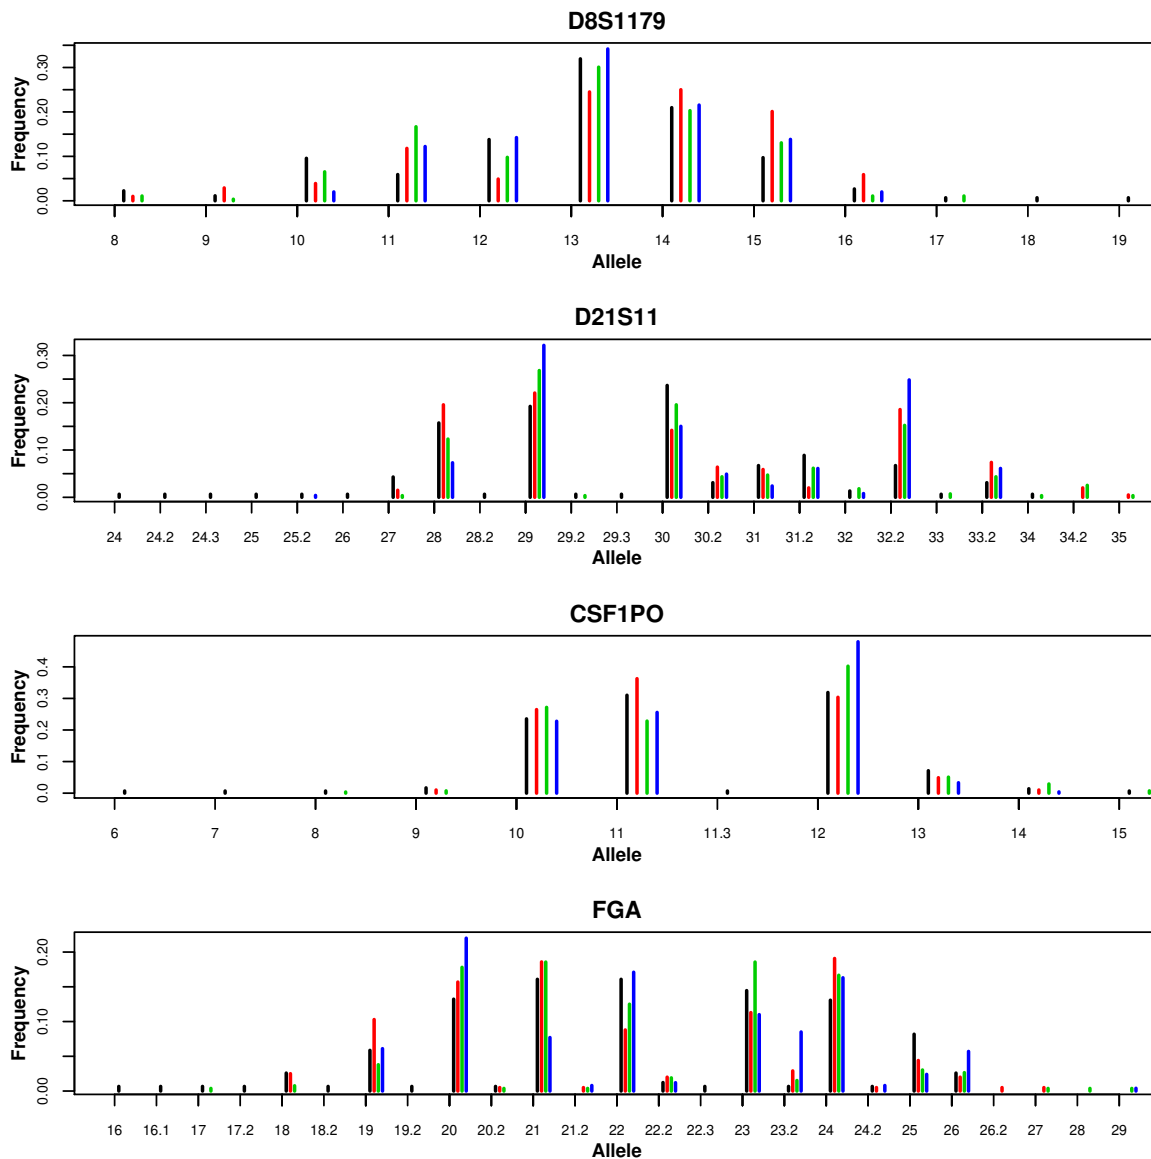 D8S1179
Frequency
0.00 0.10 0.20 0.30
8 9 10 11 12 13 14 15 16 17 18 19
Allele
D21S11
Frequency
0.00 0.10 0.20 0.30
24 24.2 24.3 25 25.2 26 27 28 28.2 29 29.2 29.3 30 30.2 31 31.2 32 32.2 33 33.2 34 34.2 35
Allele
CSF1PO
Frequency
0.0 0.1 0.2 0.3 0.4
6 7 8 9 10 11 11.3 12 13 14 15
Allele
FGA
Frequency
0.00 0.10 0.20
16 16.1 17 17.2 18 18.2 19 19.2 20 20.2 21 21.2 22 22.2 22.3 23 23.2 24 24.2 25 26 26.2 27 28 29
Allele